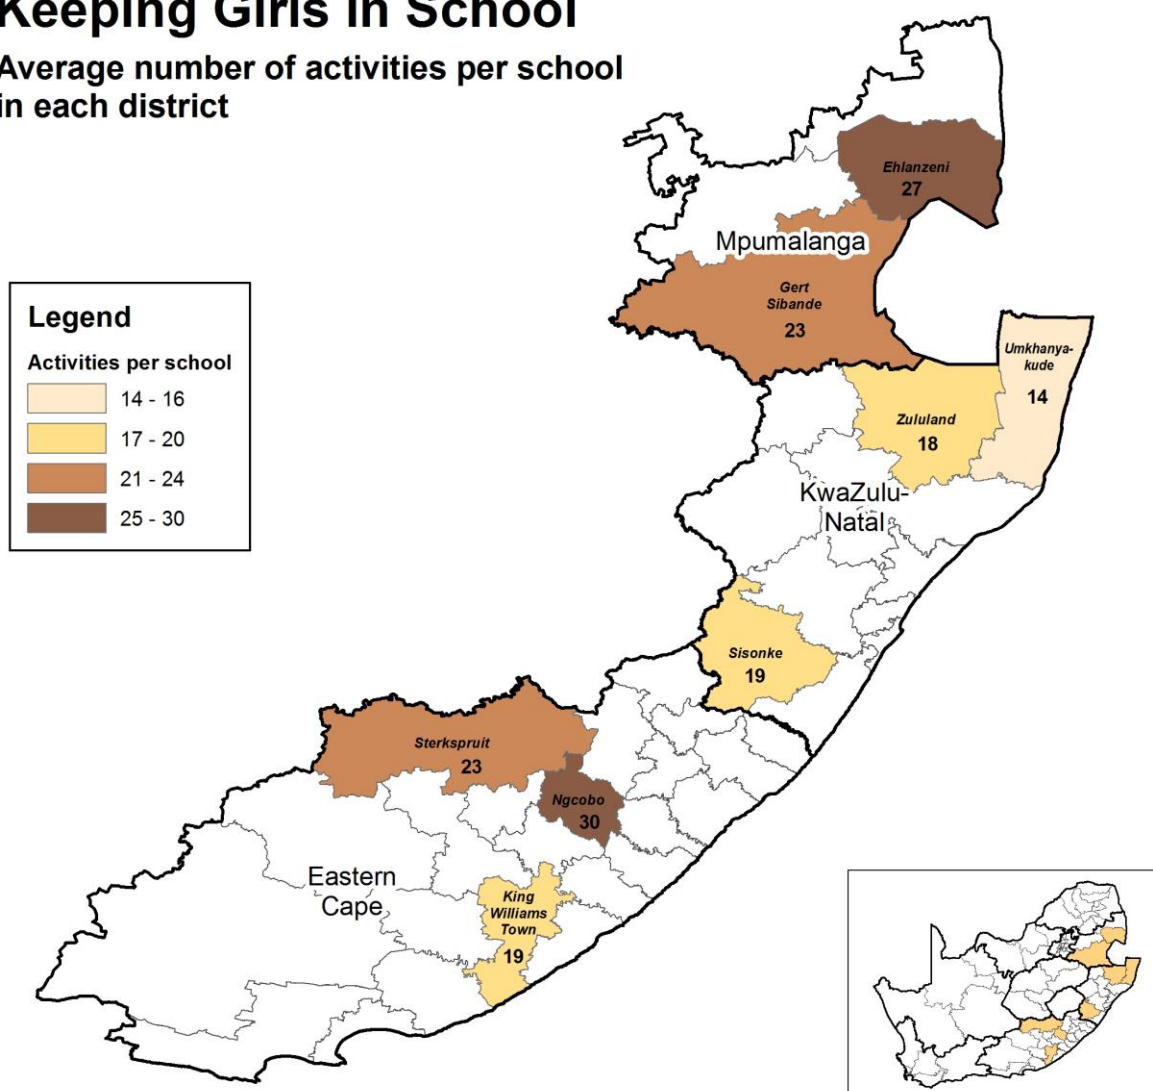 Keeping Girls in School
Average number of activities per school
in each district
Ehlanzeni
27
Mpumalanga
Gert
Sibande
23
Legend
Activities per school
14 - 16
17 - 20
21 - 24
25 - 30
Umkhanya-
kude
14
Zululand
18
KwaZulu-
Natal
Sisonke
19
Sterkspruit
23
Ngcobo
30
Eastern
Cape
King
Williams
Town
19